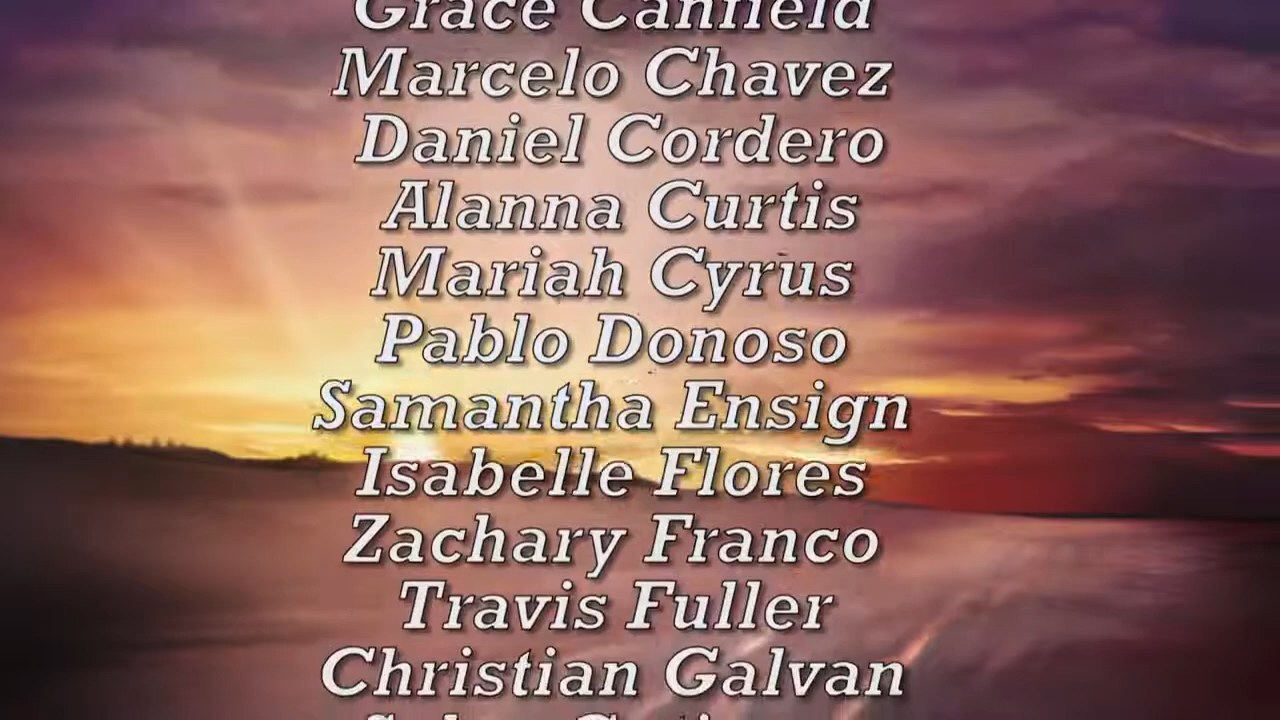 Grace Canfield
Marcelo Chavez
Daniel Cordero
Alanna Curtis
Mariah Cyrus
Pablo Donoso
Samantha Ensign
Isabelle Flores
Zachary Franco
Travis Fuller
Christian Galvan